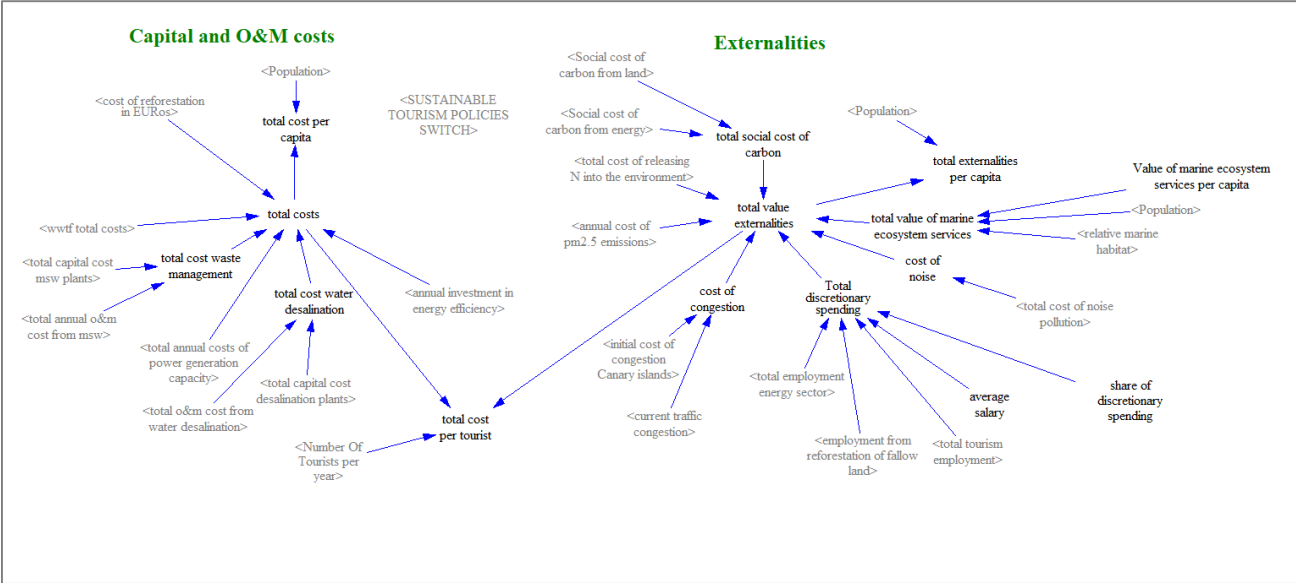 Capital and O&M costs
Externalities
<Population>
<cost of reforestation
in EURos>
total cost per
capita
<SUSTAINABLE
TOURISM POLICIES
SWITCH>
total costs
<wwtf total costs>
<total capital cost
msw plants>
total cost waste
management
<total annual o&m
cost from msw>
total cost water
desalination
<annual investment in
energy efficiency>
<total annual costs of
power generation
capacity>
<total capital cost
desalination plants>
<total o&m cost from
water desalination>
total cost
per tourist
<Number Of
Tourists per
year>
<Social cost of
carbon from land>
<Social cost of
carbon from energy>
total social cost of
carbon
<Population>
<total cost of releasing
N into the environment>
total externalities
per capita
Value of marine ecosystem
services per capita
total value
externalities
total value of marine
ecosystem services
<Population>
<annual cost of
pm2.5 emissions>
<relative marine
habitat>
cost of
noise
cost of
congestion
Total
discretionary
spending
<total cost of noise
pollution>
<initial cost of
congestion
Canary islands>
<total employment
energy sector>
average
salary
share of
discretionary
spending
<current traffic
congestion>
<employment from
reforestation of fallow
land>
<total tourism
employment>